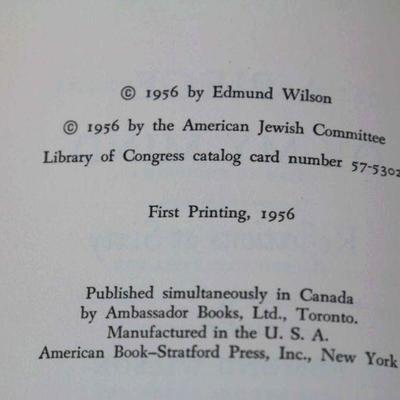 © 1956 by Edmund Wilson
© 1956 by the American Jewish Committee
Library of Congress catalog card number 57-5302
First Printing, 1956
Published simultaneously in Canada
by Ambassador Books, Ltd., Toronto.
Manufactured in the U. S. A.
American Book–Stratford Press, Inc., New York